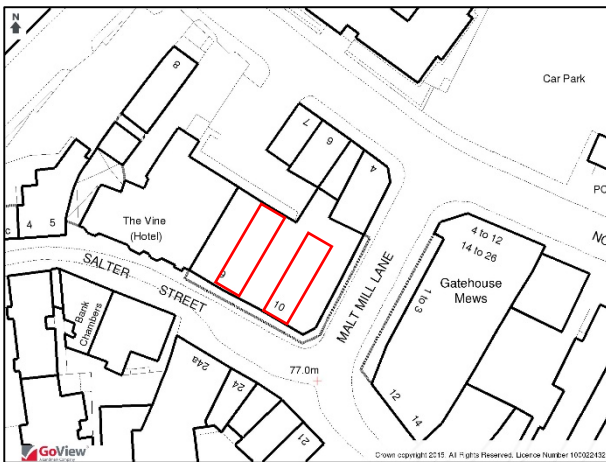 N
8
Car Park
7
6
4
PO
c 4 5
The Vine
(Hotel)
4 to 12
14 to 26
NO
Gatehouse
Mews
SALTER STREET
9
10
MALT MILL LANE
1 to 3
Bank
Chambers
77.0m
24a
24
21
12
14
GoView
Crown copyright 2015. All Rights Reserved. Licence Number 100022432